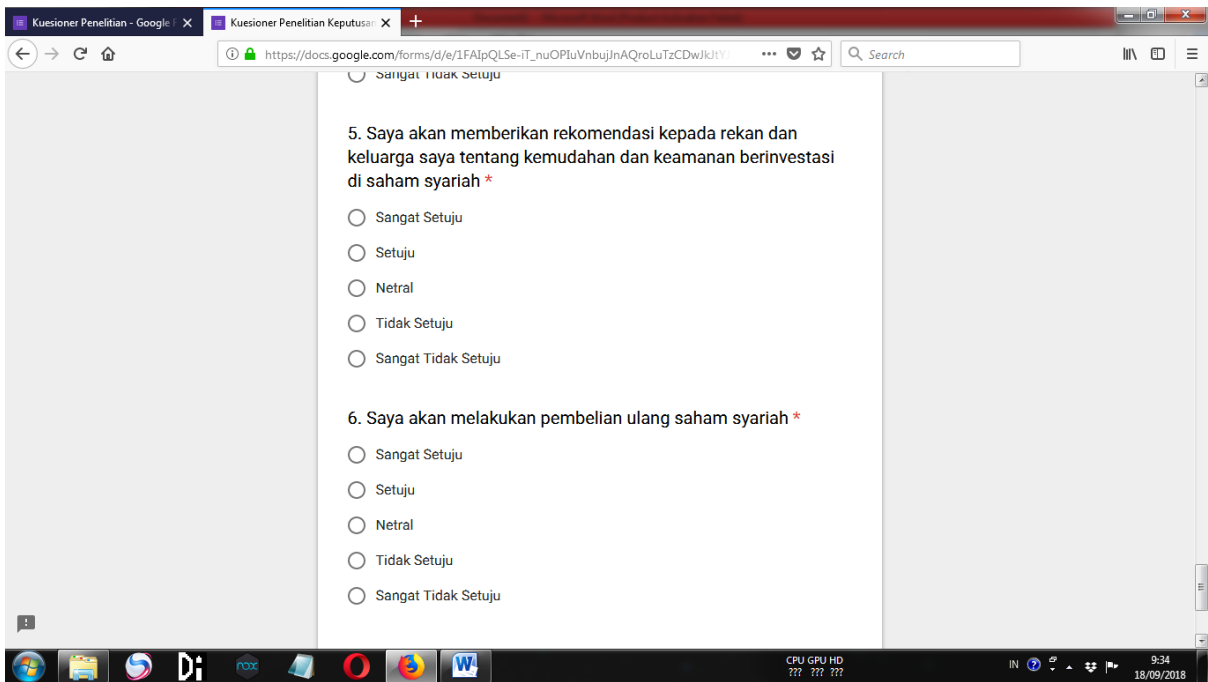 Kuesioner Penelitian - Google F
Kuesioner Penelitian Keputusan
https://docs.google.com/forms/d/e/1FAIpQLSe-iT_nuOPIuVnbujJnAQroLuTzCDwJkJtY
Search
Sangat Tidak Setuju
5. Saya akan memberikan rekomendasi kepada rekan dan
keluarga saya tentang kemudahan dan keamanan berinvestasi
di saham syariah *
Sangat Setuju
Setuju
Netral
Tidak Setuju
Sangat Tidak Setuju
6. Saya akan melakukan pembelian ulang saham syariah *
Sangat Setuju
Setuju
Netral
Tidak Setuju
Sangat Tidak Setuju
Di
nox
W
CPU GPU HD
??? ??? ???
IN
9:34
18/09/2018